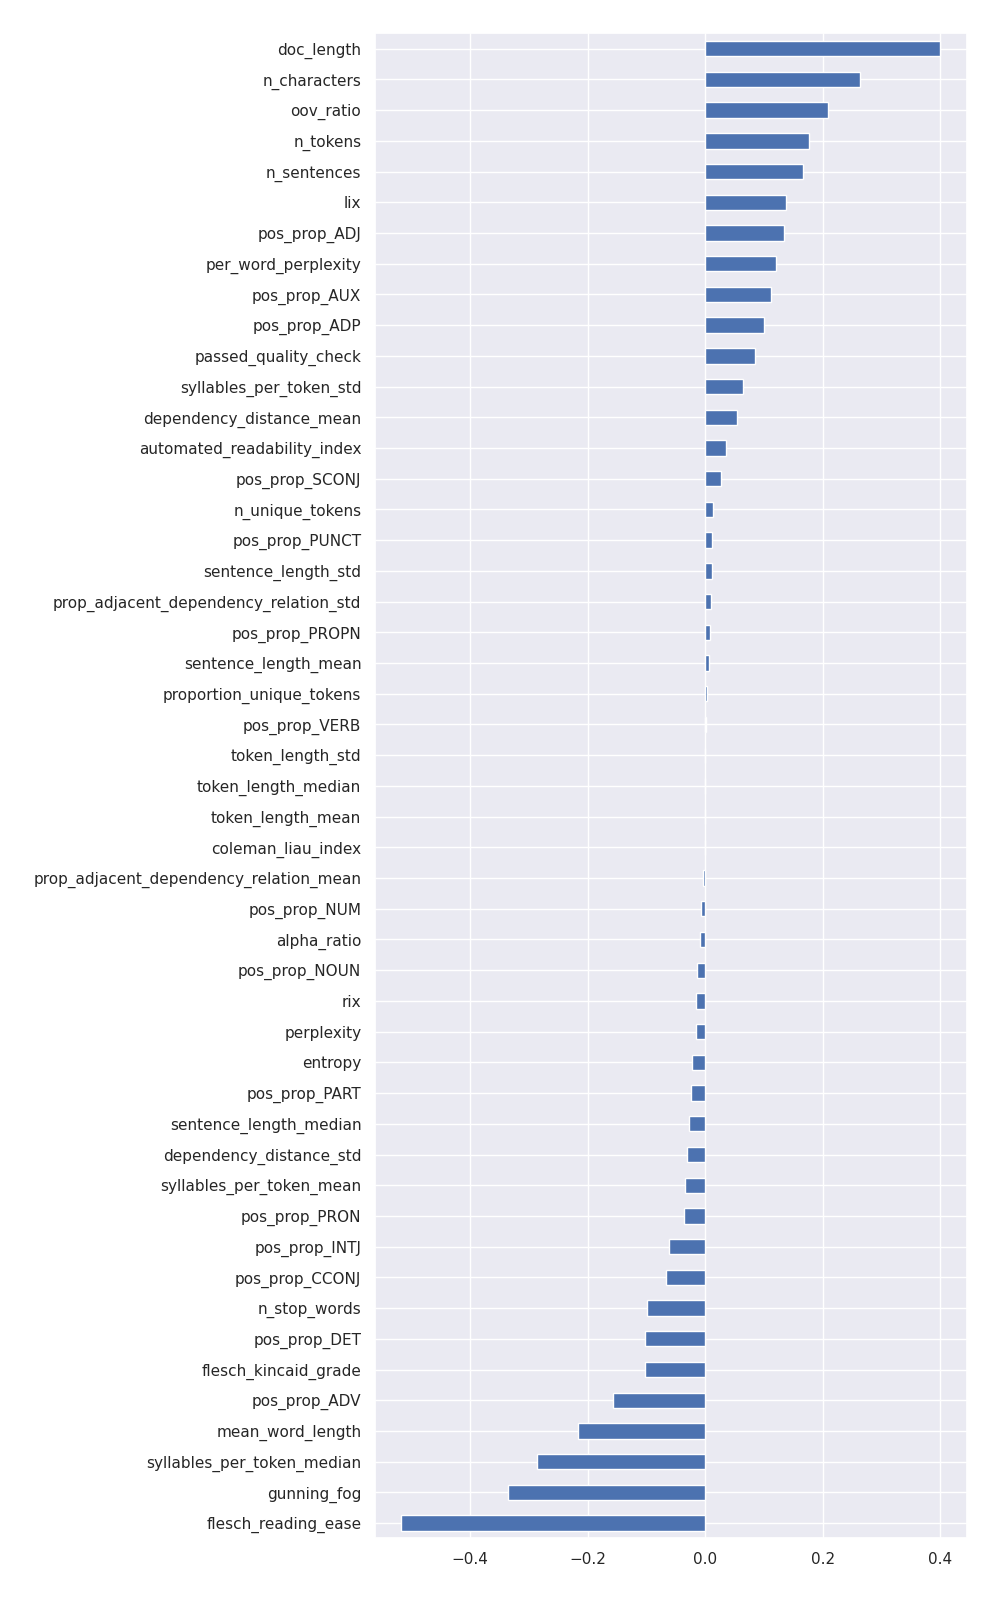 doc_length
n_characters
oov_ratio
n_tokens
n_sentences
lix
pos_prop_ADJ
per_word_perplexity
pos_prop_AUX
pos_prop_ADP
passed_quality_check
syllables_per_token_std
dependency_distance_mean
automated_readability_index
pos_prop_SCONJ
n_unique_tokens
pos_prop_PUNCT
sentence_length_std
prop_adjacent_dependency_relation_std
pos_prop_PROPN
sentence_length_mean
proportion_unique_tokens
pos_prop_VERB
token_length_std
token_length_median
token_length_mean
coleman_liau_index
prop_adjacent_dependency_relation_mean
pos_prop_NUM
alpha_ratio
pos_prop_NOUN
rix
perplexity
entropy
pos_prop_PART
sentence_length_median
dependency_distance_std
syllables_per_token_mean
pos_prop_PRON
pos_prop_INTJ
pos_prop_CCONJ
n_stop_words
pos_prop_DET
flesch_kincaid_grade
pos_prop_ADV
mean_word_length
syllables_per_token_median
gunning_fog
flesch_reading_ease
−0.4 −0.2 0.0 0.2 0.4